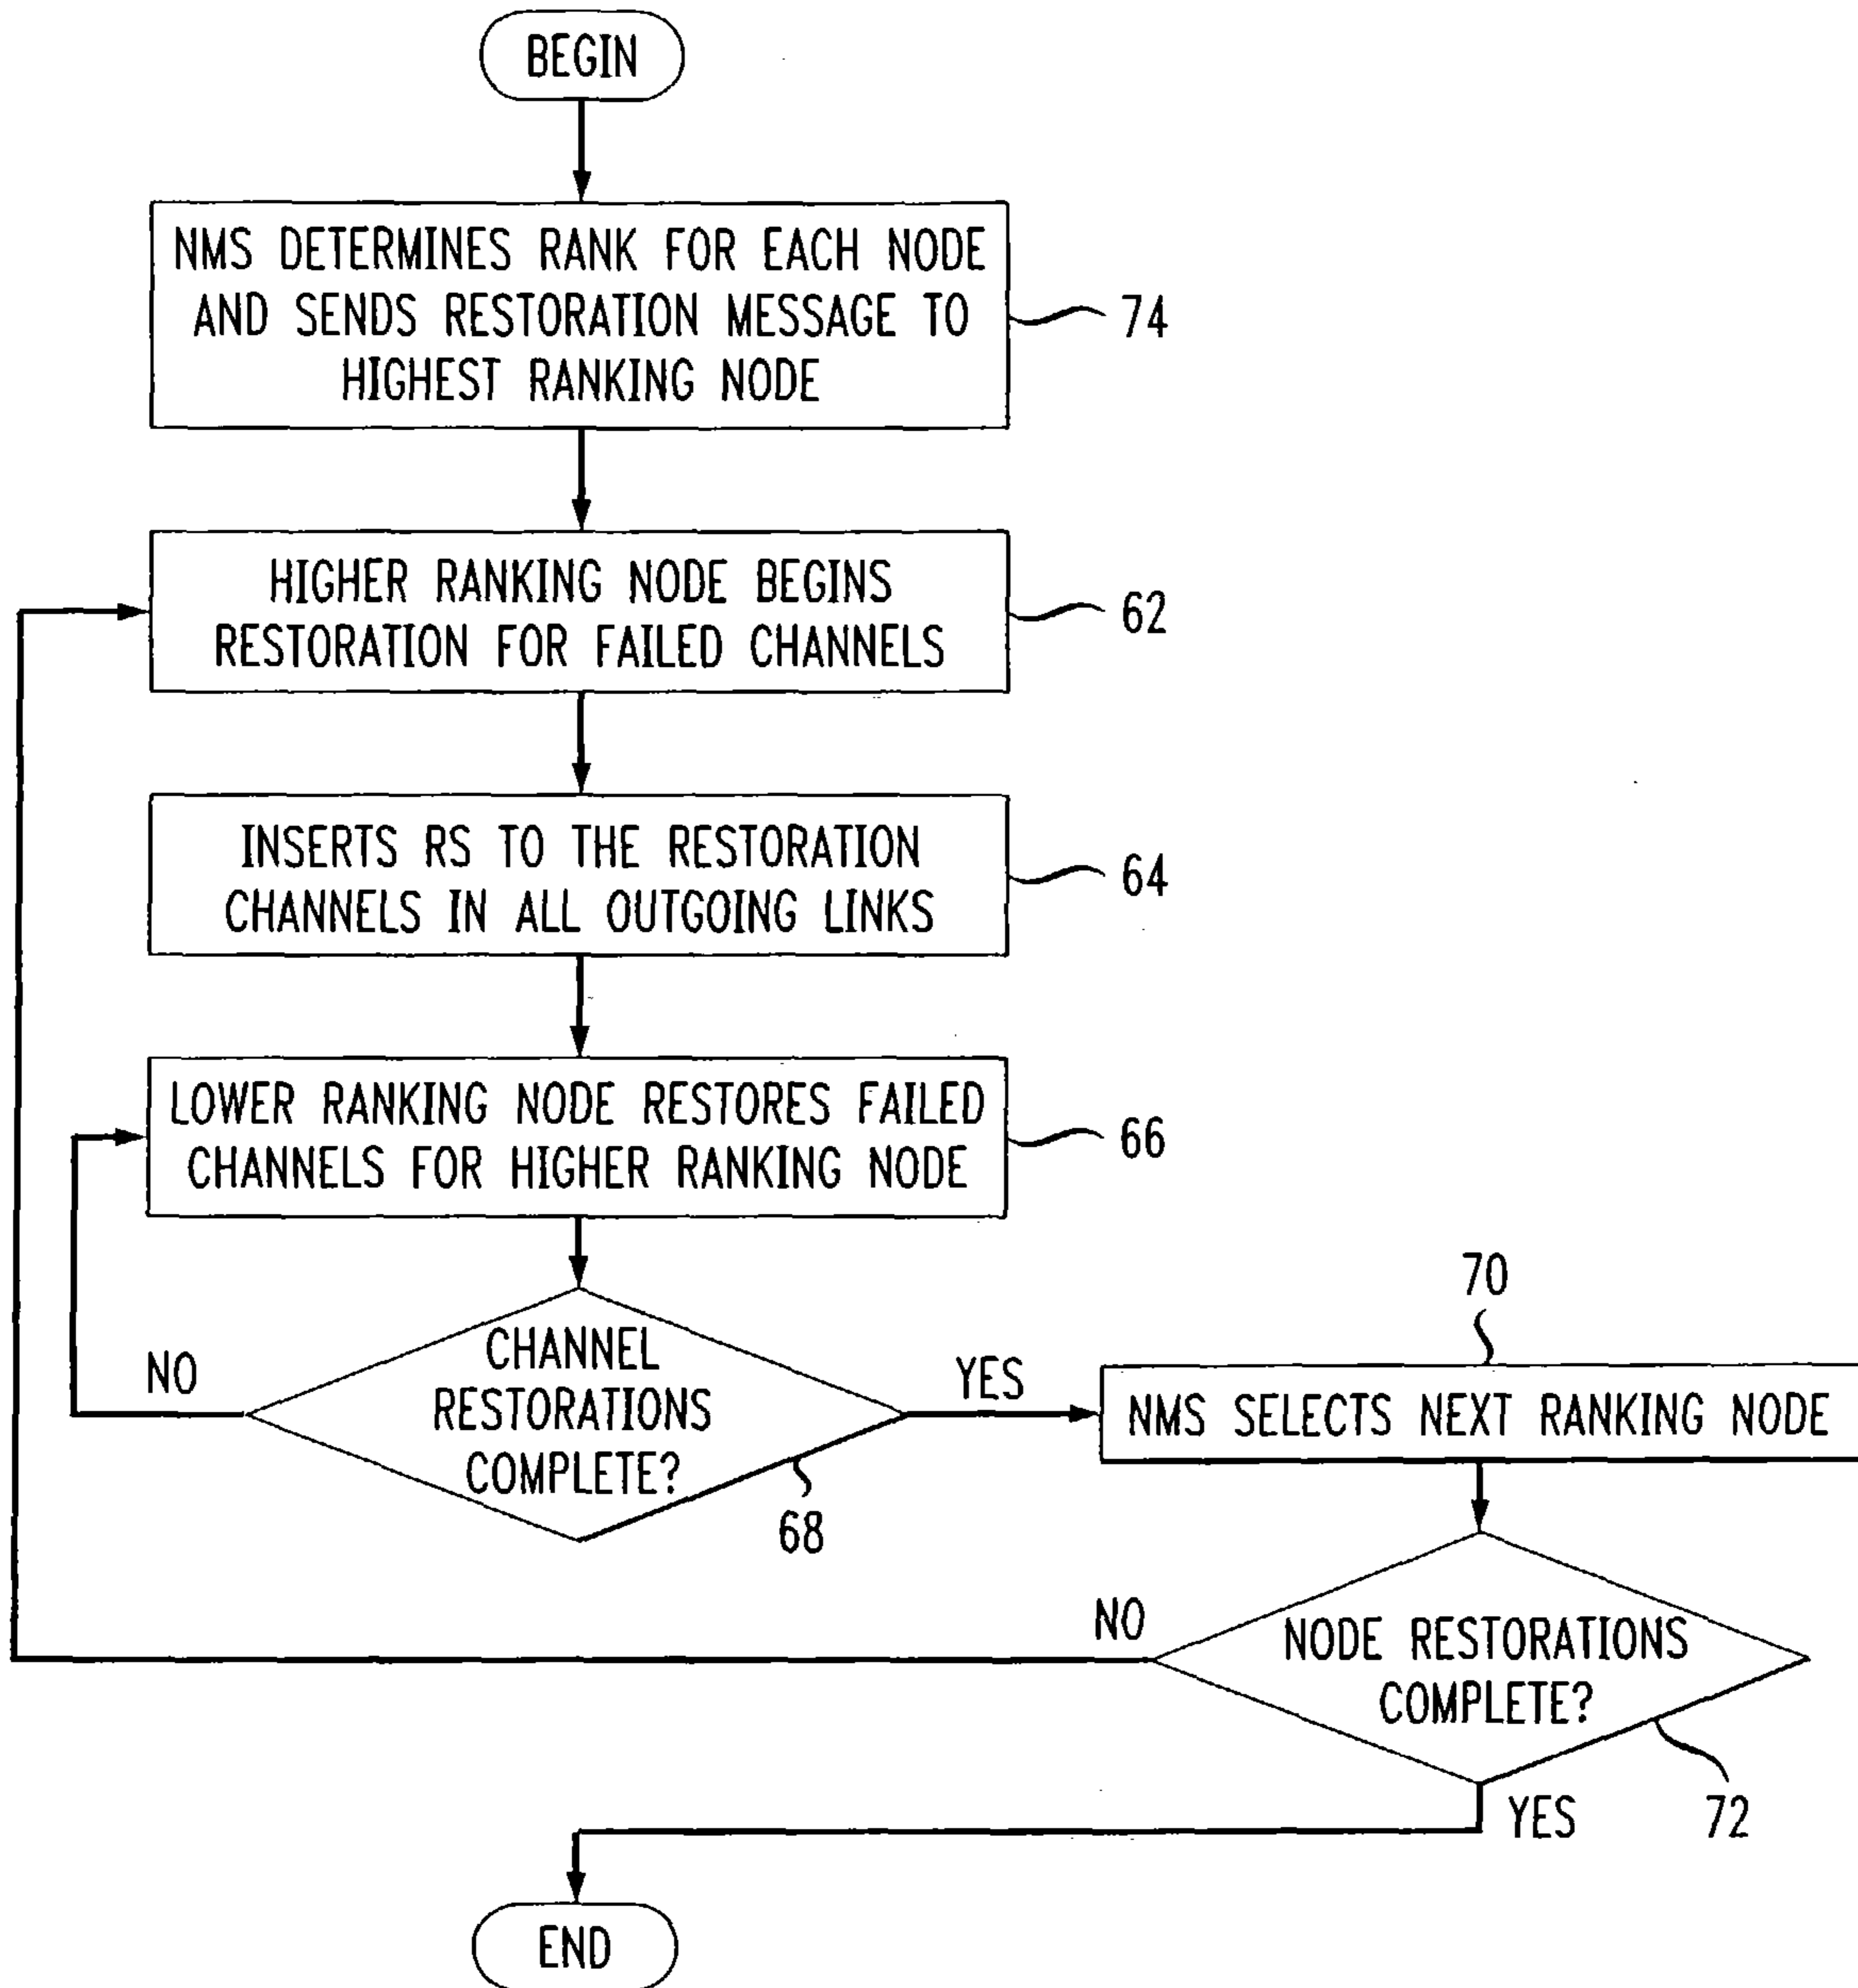 BEGIN
NMS DETERMINES RANK FOR EACH NODE
AND SENDS RESTORATION MESSAGE TO
HIGHEST RANKING NODE
74
HIGHER RANKING NODE BEGINS
RESTORATION FOR FAILED CHANNELS
62
INSERTS RS TO THE RESTORATION
CHANNELS IN ALL OUTGOING LINKS
64
LOWER RANKING NODE RESTORES FAILED
CHANNELS FOR HIGHER RANKING NODE
66
CHANNEL
RESTORATIONS
COMPLETE?
NO
YES
68
70
NMS SELECTS NEXT RANKING NODE
NO
NODE RESTORATIONS
COMPLETE?
YES
72
END